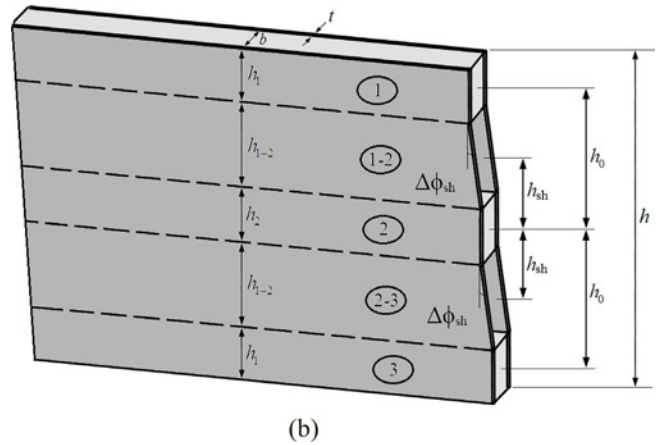 t
b
h₁
1
h₁₋₂
1-2
h₀
Δϕsh
hsh
h₂
2
h
h₁₋₂
hsh
2-3
h₀
Δϕsh
h₁
3
(b)